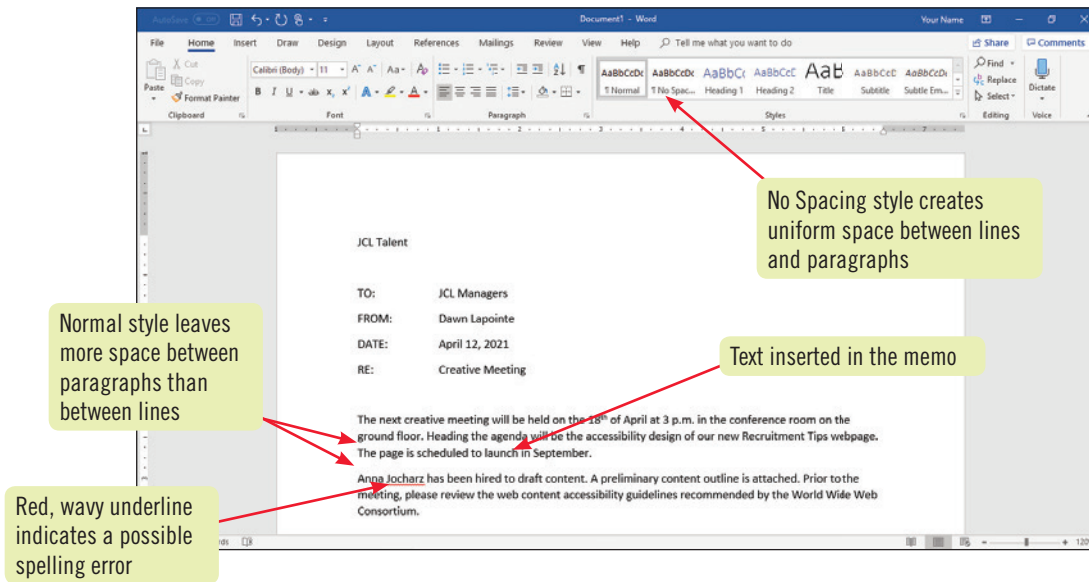 AutoSave Off
Document1 - Word
Your Name
File Home Insert Draw Design Layout References Mailings Review View Help Tell me what you want to do Share Comments
Paste
Cut
Copy
Format Painter
Clipboard
Calibri (Body) 11
Font
Paragraph
AaBbCcDc AaBbCcDc AaBbCc AaBbCcC AaB AaBbCcC AaBbCcDc
¶ Normal ¶ No Spac... Heading 1 Heading 2 Title Subtitle Subtle Em...
Styles
Find
Replace
Select
Editing
Dictate
Voice
No Spacing style creates
uniform space between lines
and paragraphs
JCL Talent
TO: JCL Managers
FROM: Dawn Lapointe
DATE: April 12, 2021
RE: Creative Meeting
Normal style leaves
more space between
paragraphs than
between lines
Text inserted in the memo
The next creative meeting will be held on the 18th of April at 3 p.m. in the conference room on the
ground floor. Heading the agenda will be the accessibility design of our new Recruitment Tips webpage.
The page is scheduled to launch in September.
Anna Jocharz has been hired to draft content. A preliminary content outline is attached. Prior to the
meeting, please review the web content accessibility guidelines recommended by the World Wide Web
Consortium.
Red, wavy underline
indicates a possible
spelling error
120